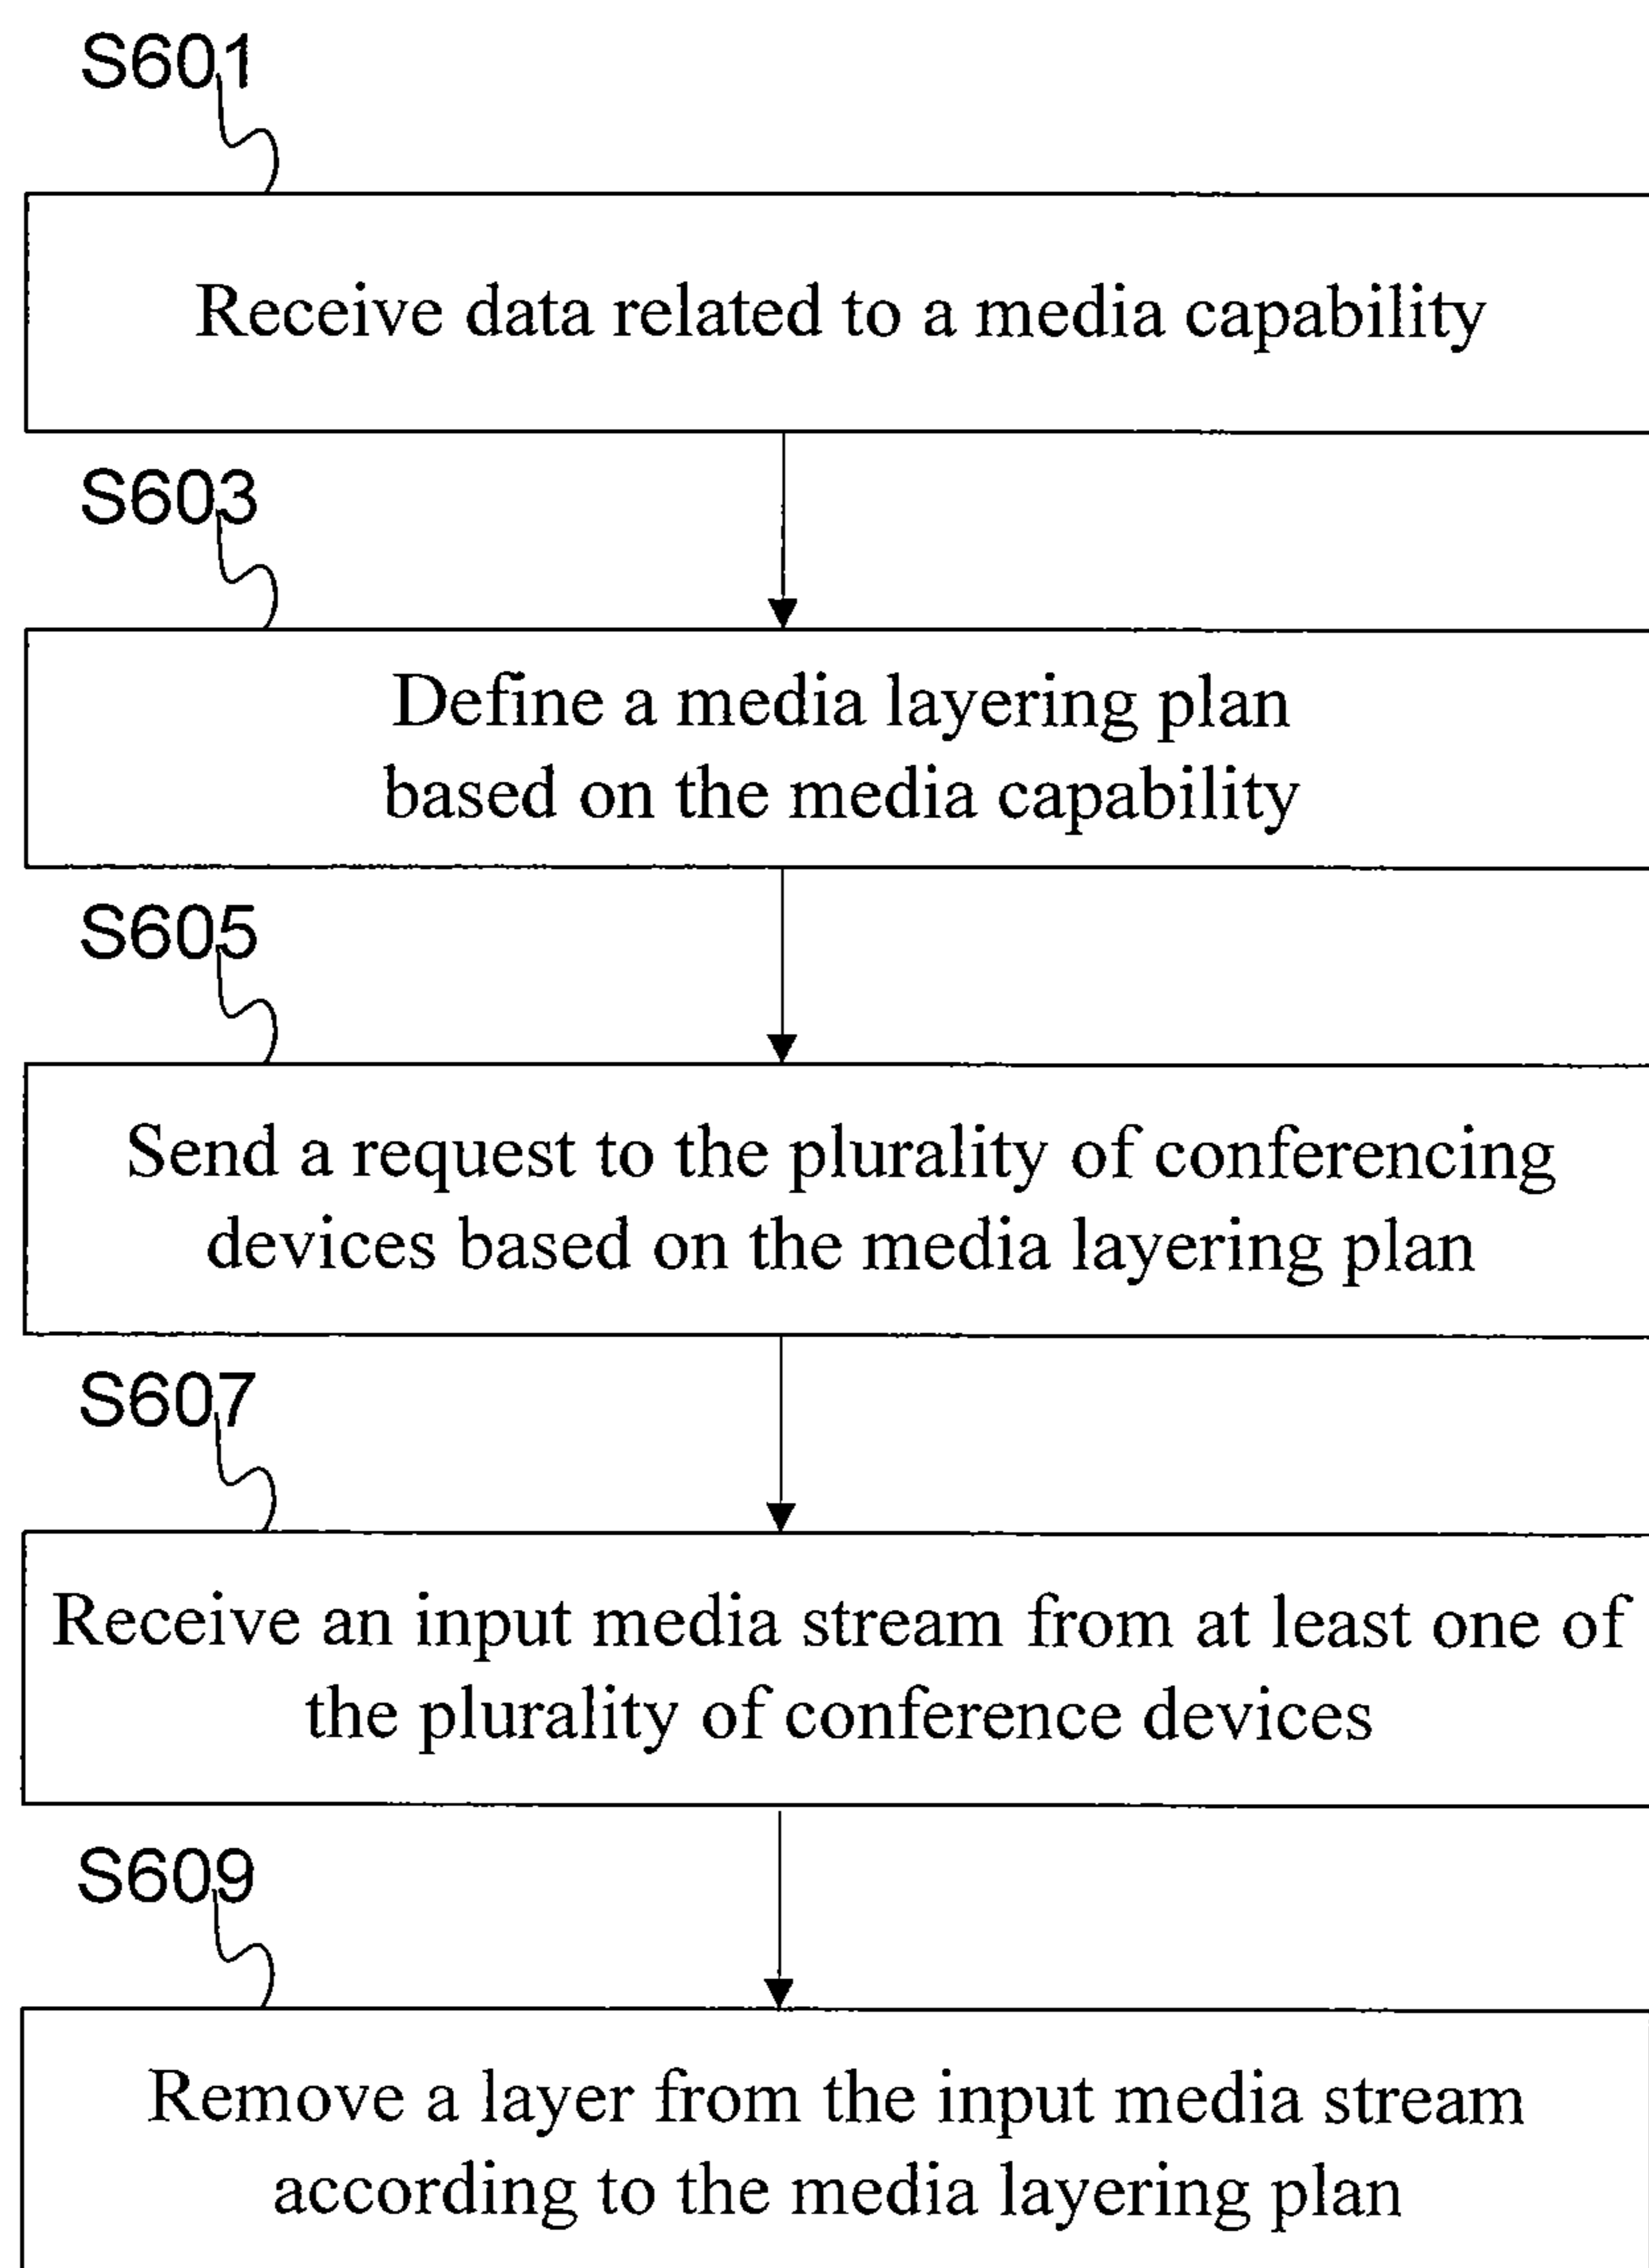 S601
Receive data related to a media capability
S603
Define a media layering plan
based on the media capability
S605
Send a request to the plurality of conferencing
devices based on the media layering plan
S607
Receive an input media stream from at least one of
the plurality of conference devices
S609
Remove a layer from the input media stream
according to the media layering plan